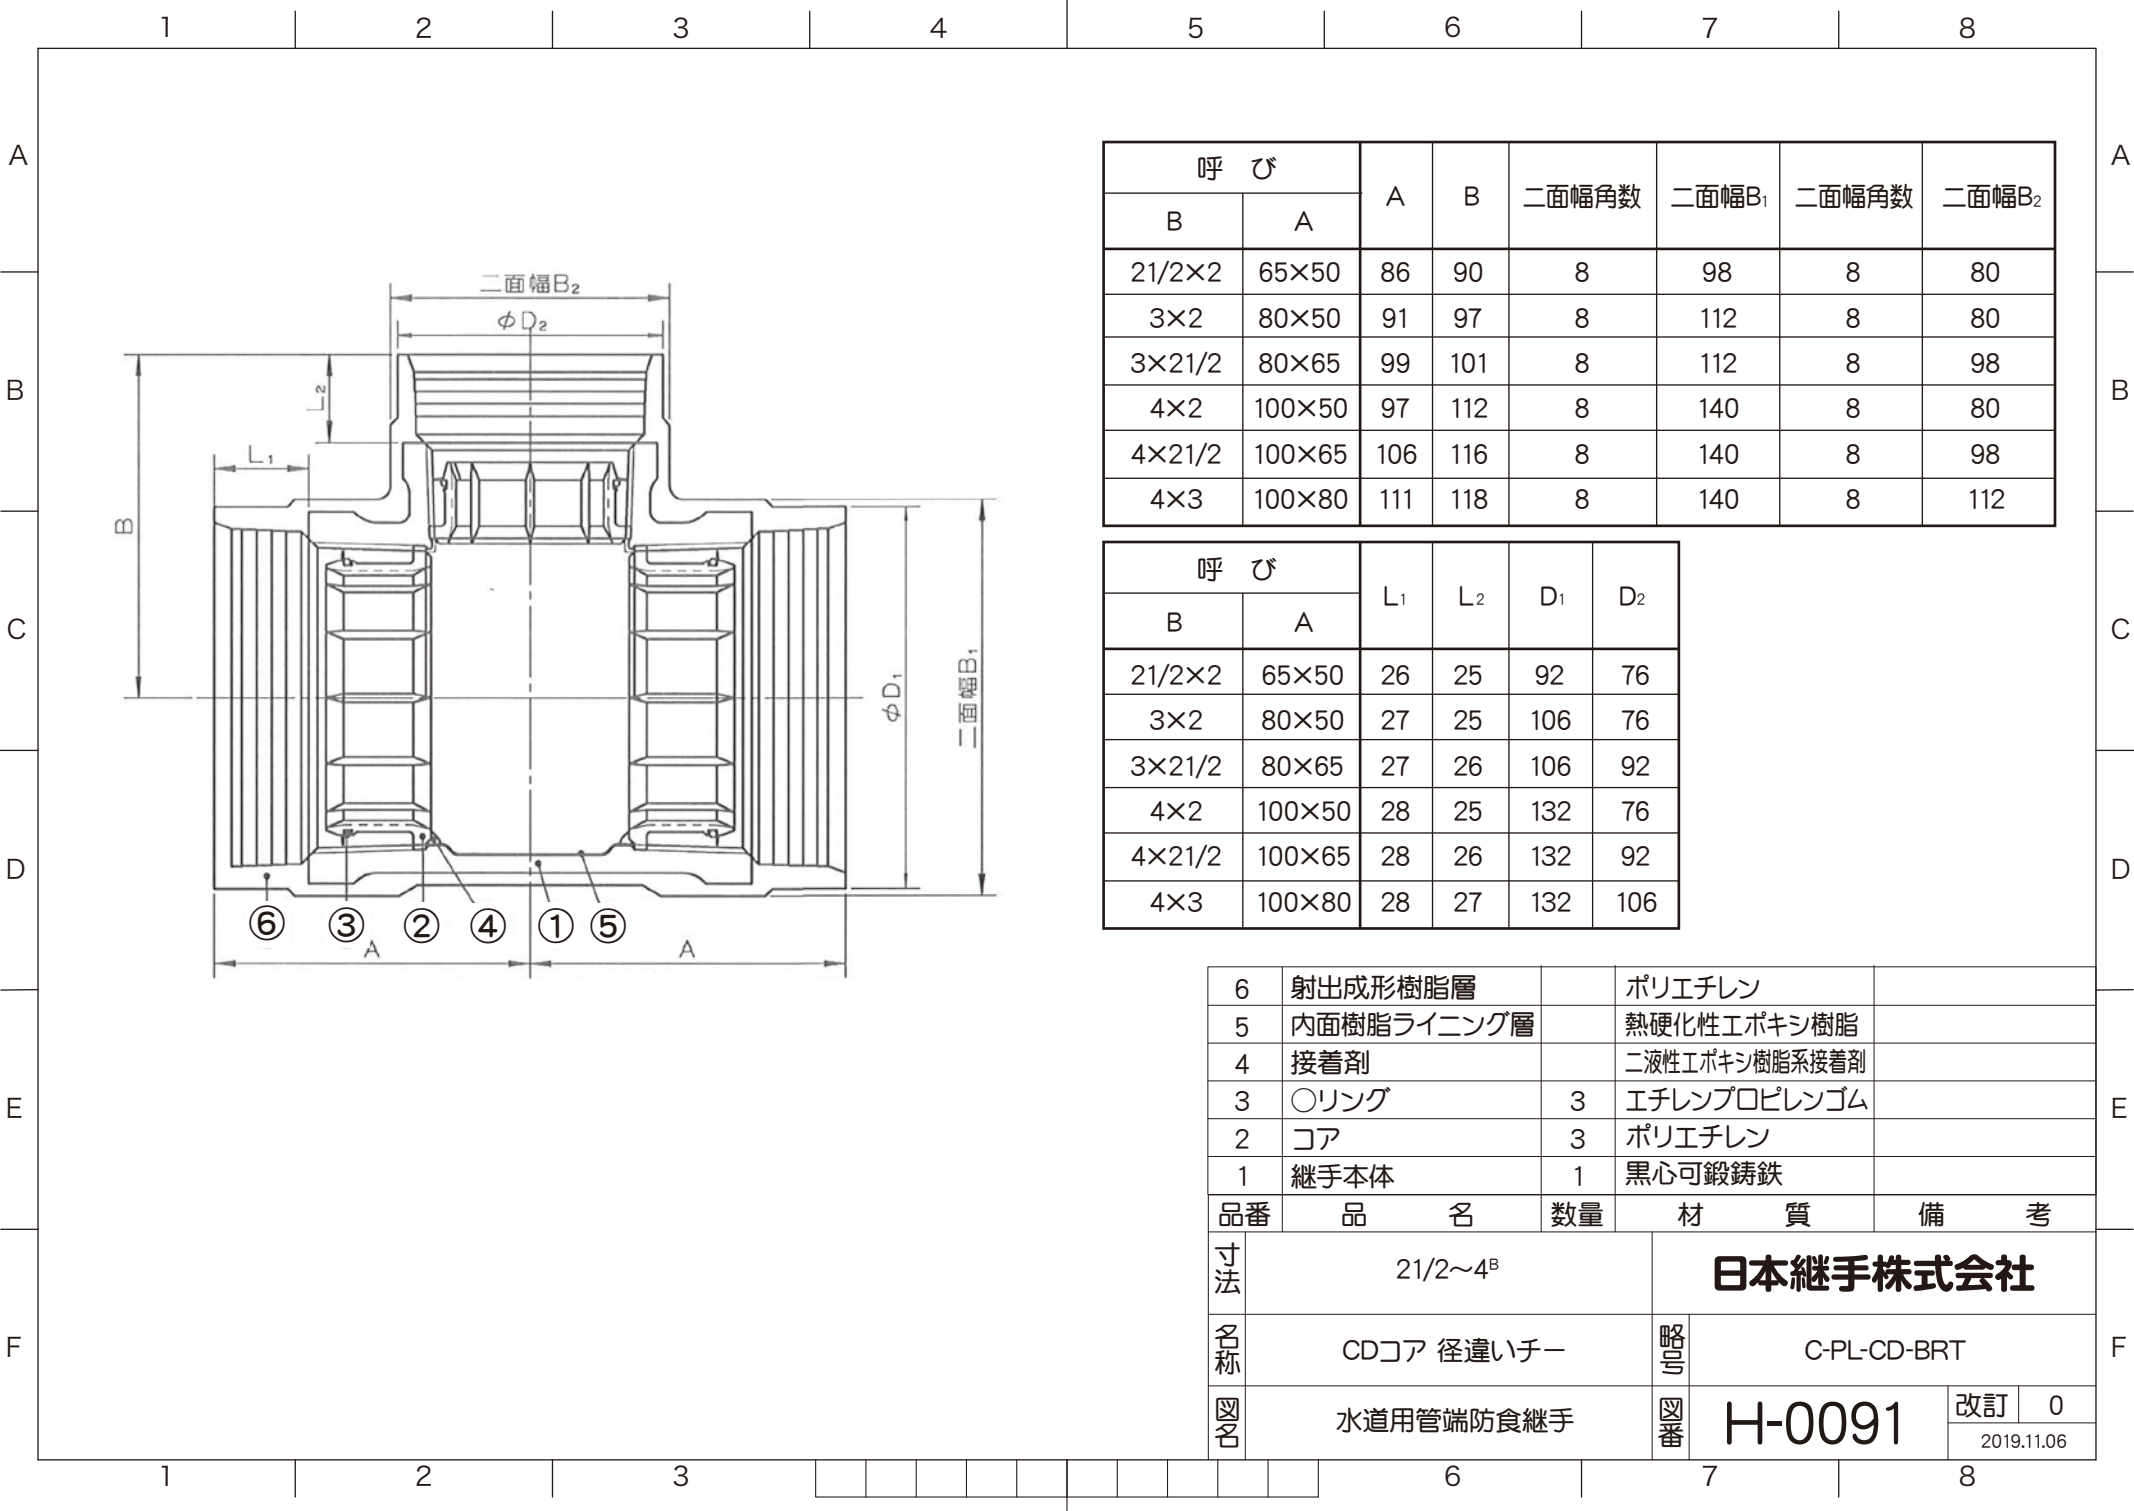 1 2 3 4 5 6 7 8
A A
B B
C C
D D
E E
F F
二面幅B₂
φD₂
L₂
L₁
B
φD₁
二面幅B₁
⑥ ③ ② ④ ① ⑤
A A
呼 び A B 二面幅角数 二面幅B₁ 二面幅角数 二面幅B₂
B A
21/2×2 65×50 86 90 8 98 8 80
3×2 80×50 91 97 8 112 8 80
3×21/2 80×65 99 101 8 112 8 98
4×2 100×50 97 112 8 140 8 80
4×21/2 100×65 106 116 8 140 8 98
4×3 100×80 111 118 8 140 8 112
呼 び L₁ L₂ D₁ D₂
B A
21/2×2 65×50 26 25 92 76
3×2 80×50 27 25 106 76
3×21/2 80×65 27 26 106 92
4×2 100×50 28 25 132 76
4×21/2 100×65 28 26 132 92
4×3 100×80 28 27 132 106
6 射出成形樹脂層 ポリエチレン
5 内面樹脂ライニング層 熱硬化性エポキシ樹脂
4 接着剤 二液性エポキシ樹脂系接着剤
3 ○リング 3 エチレンプロピレンゴム
2 コア 3 ポリエチレン
1 継手本体 1 黒心可鍛鋳鉄
品番 品 名 数量 材 質 備 考
寸法 21/2～4ᴮ 日本継手株式会社
名称 CDコア 径違いチー 略号 C-PL-CD-BRT
図名 水道用管端防食継手 図番 H-0091 改訂 0
2019.11.06
1 2 3 6 7 8